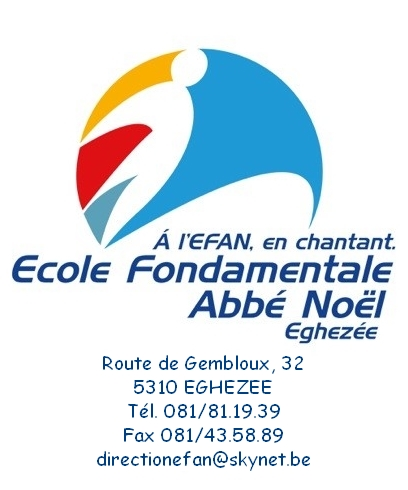 Á l'EFAN, en chantant.
Ecole Fondamentale
Abbé Noël
Eghezée
Route de Gembloux, 32
5310 EGHEZEE
Tél. 081/81.19.39
Fax 081/43.58.89
directionefan@skynet.be